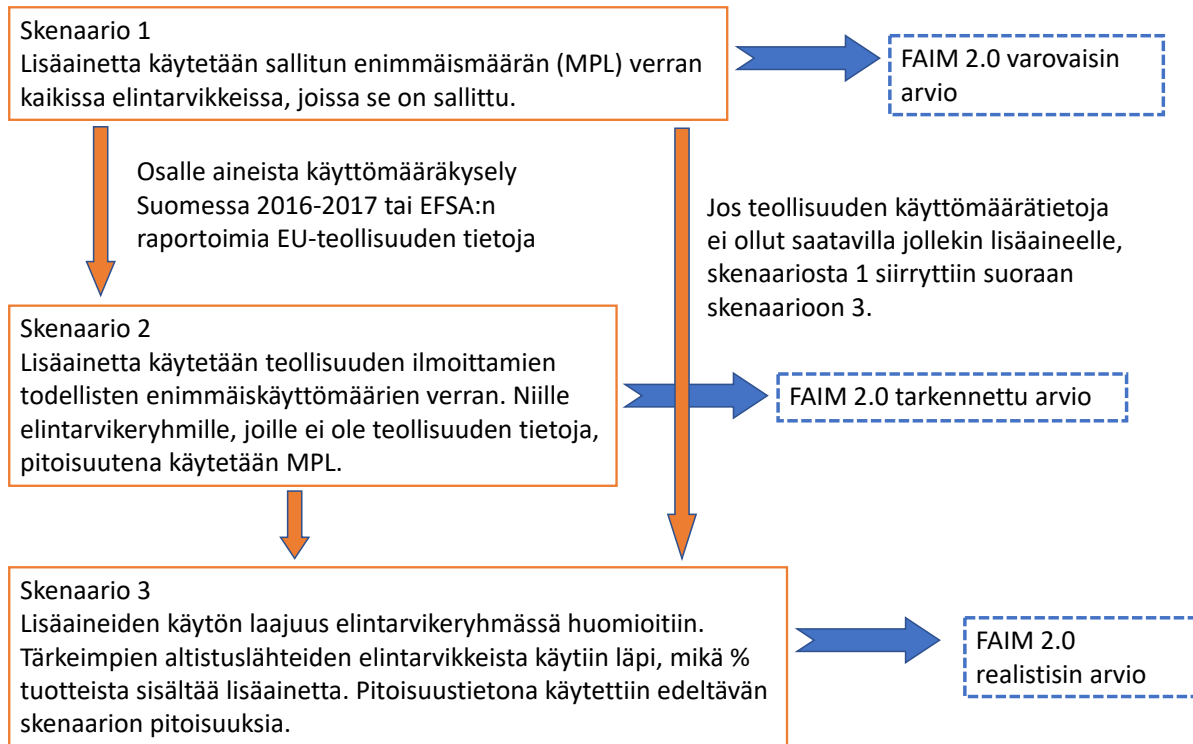 Skenaario 1
Lisäainetta käytetään sallitun enimmäismäärän (MPL) verran
kaikissa elintarvikkeissa, joissa se on sallittu.
FAIM 2.0 varovaisin
arvio
Osalle aineista käyttömääräkysely
Suomessa 2016-2017 tai EFSA:n
raportoimia EU-teollisuuden tietoja
Jos teollisuuden käyttömäärätietoja
ei ollut saatavilla jollekin lisäaineelle,
skenaariosta 1 siirryttiin suoraan
skenaarioon 3.
Skenaario 2
Lisäainetta käytetään teollisuuden ilmoittamien
todellisten enimmäiskäyttömäärien verran. Niille
elintarvikeryhmille, joille ei ole teollisuuden tietoja,
pitoisuutena käytetään MPL.
FAIM 2.0 tarkennettu arvio
Skenaario 3
Lisäaineiden käytön laajuus elintarvikeryhmässä huomioitiin.
Tärkeimpien altistuslähteiden elintarvikkeista käytiin läpi, mikä %
tuotteista sisältää lisäainetta. Pitoisuustietona käytettiin edeltävän
skenaarion pitoisuuksia.
FAIM 2.0
realistisin arvio